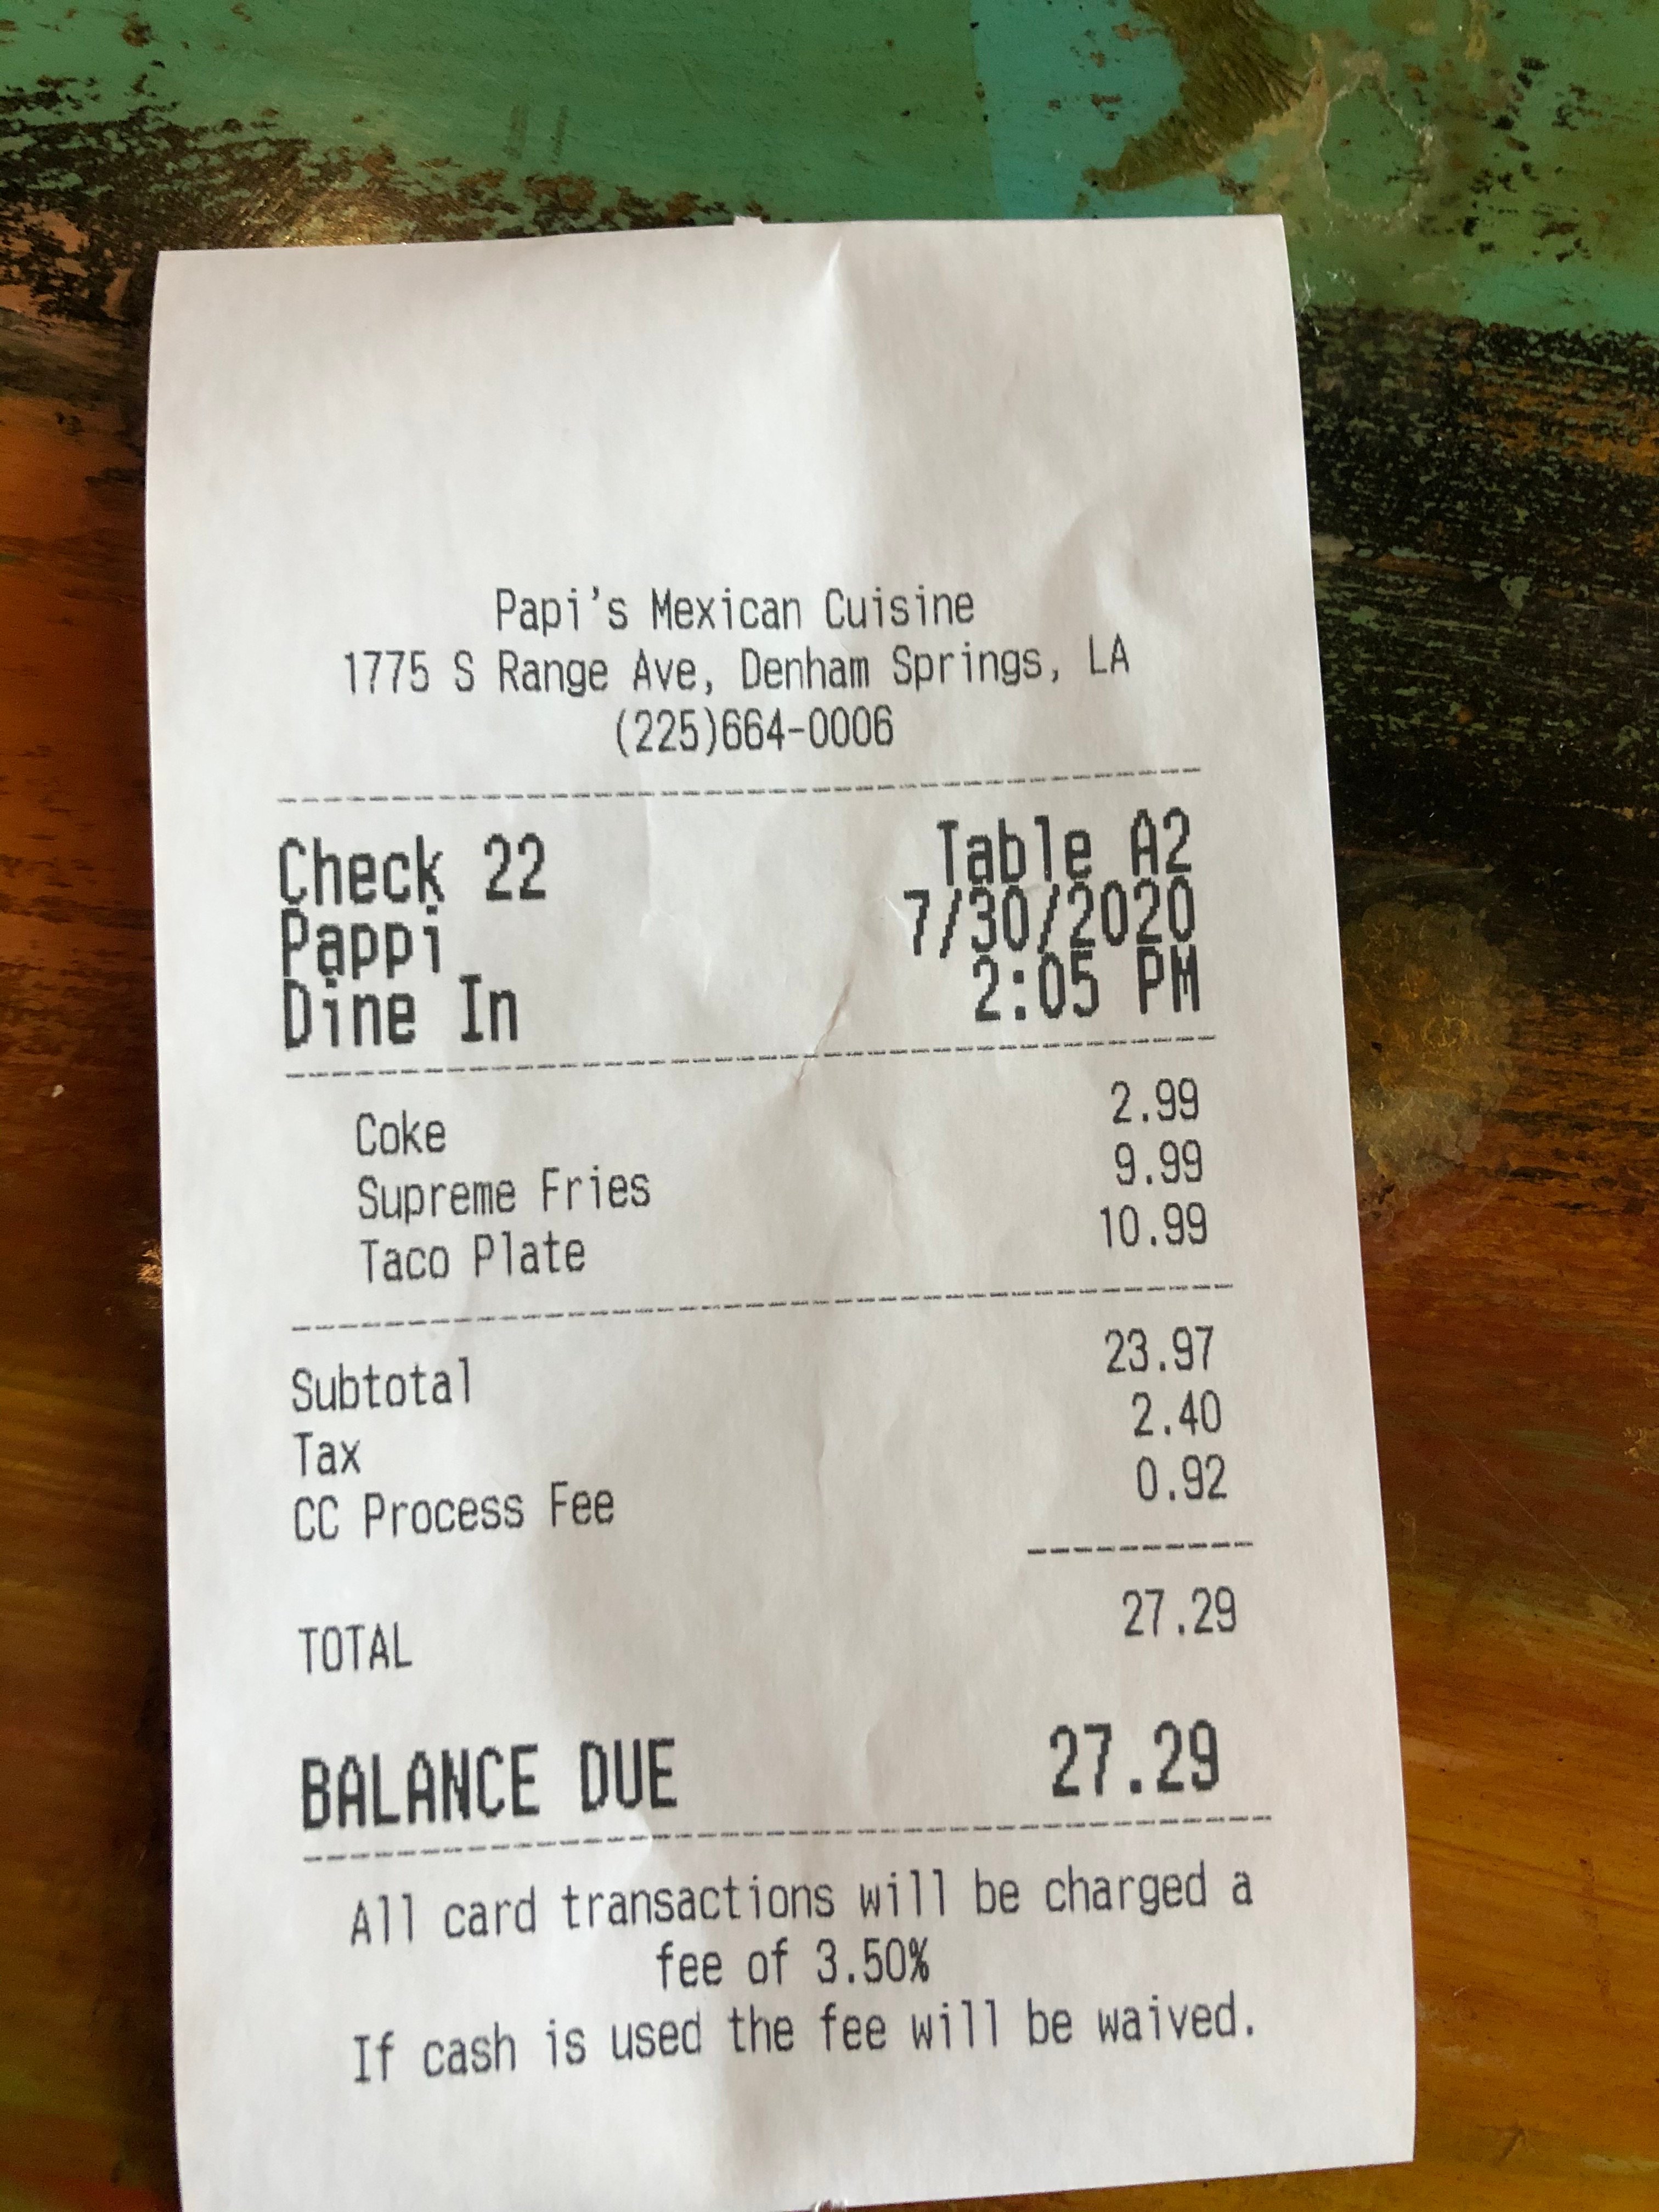 Papi's Mexican Cuisine
1775 S Range Ave, Denham Springs, LA
(225)664-0006
Check 22 Table A2
Pappi 7/30/2020
Dine In 2:05 PM
Coke 2.99
Supreme Fries 9.99
Taco Plate 10.99
Subtotal 23.97
Tax 2.40
CC Process Fee 0.92
TOTAL 27.29
BALANCE DUE 27.29
All card transactions will be charged a
fee of 3.50%
If cash is used the fee will be waived.